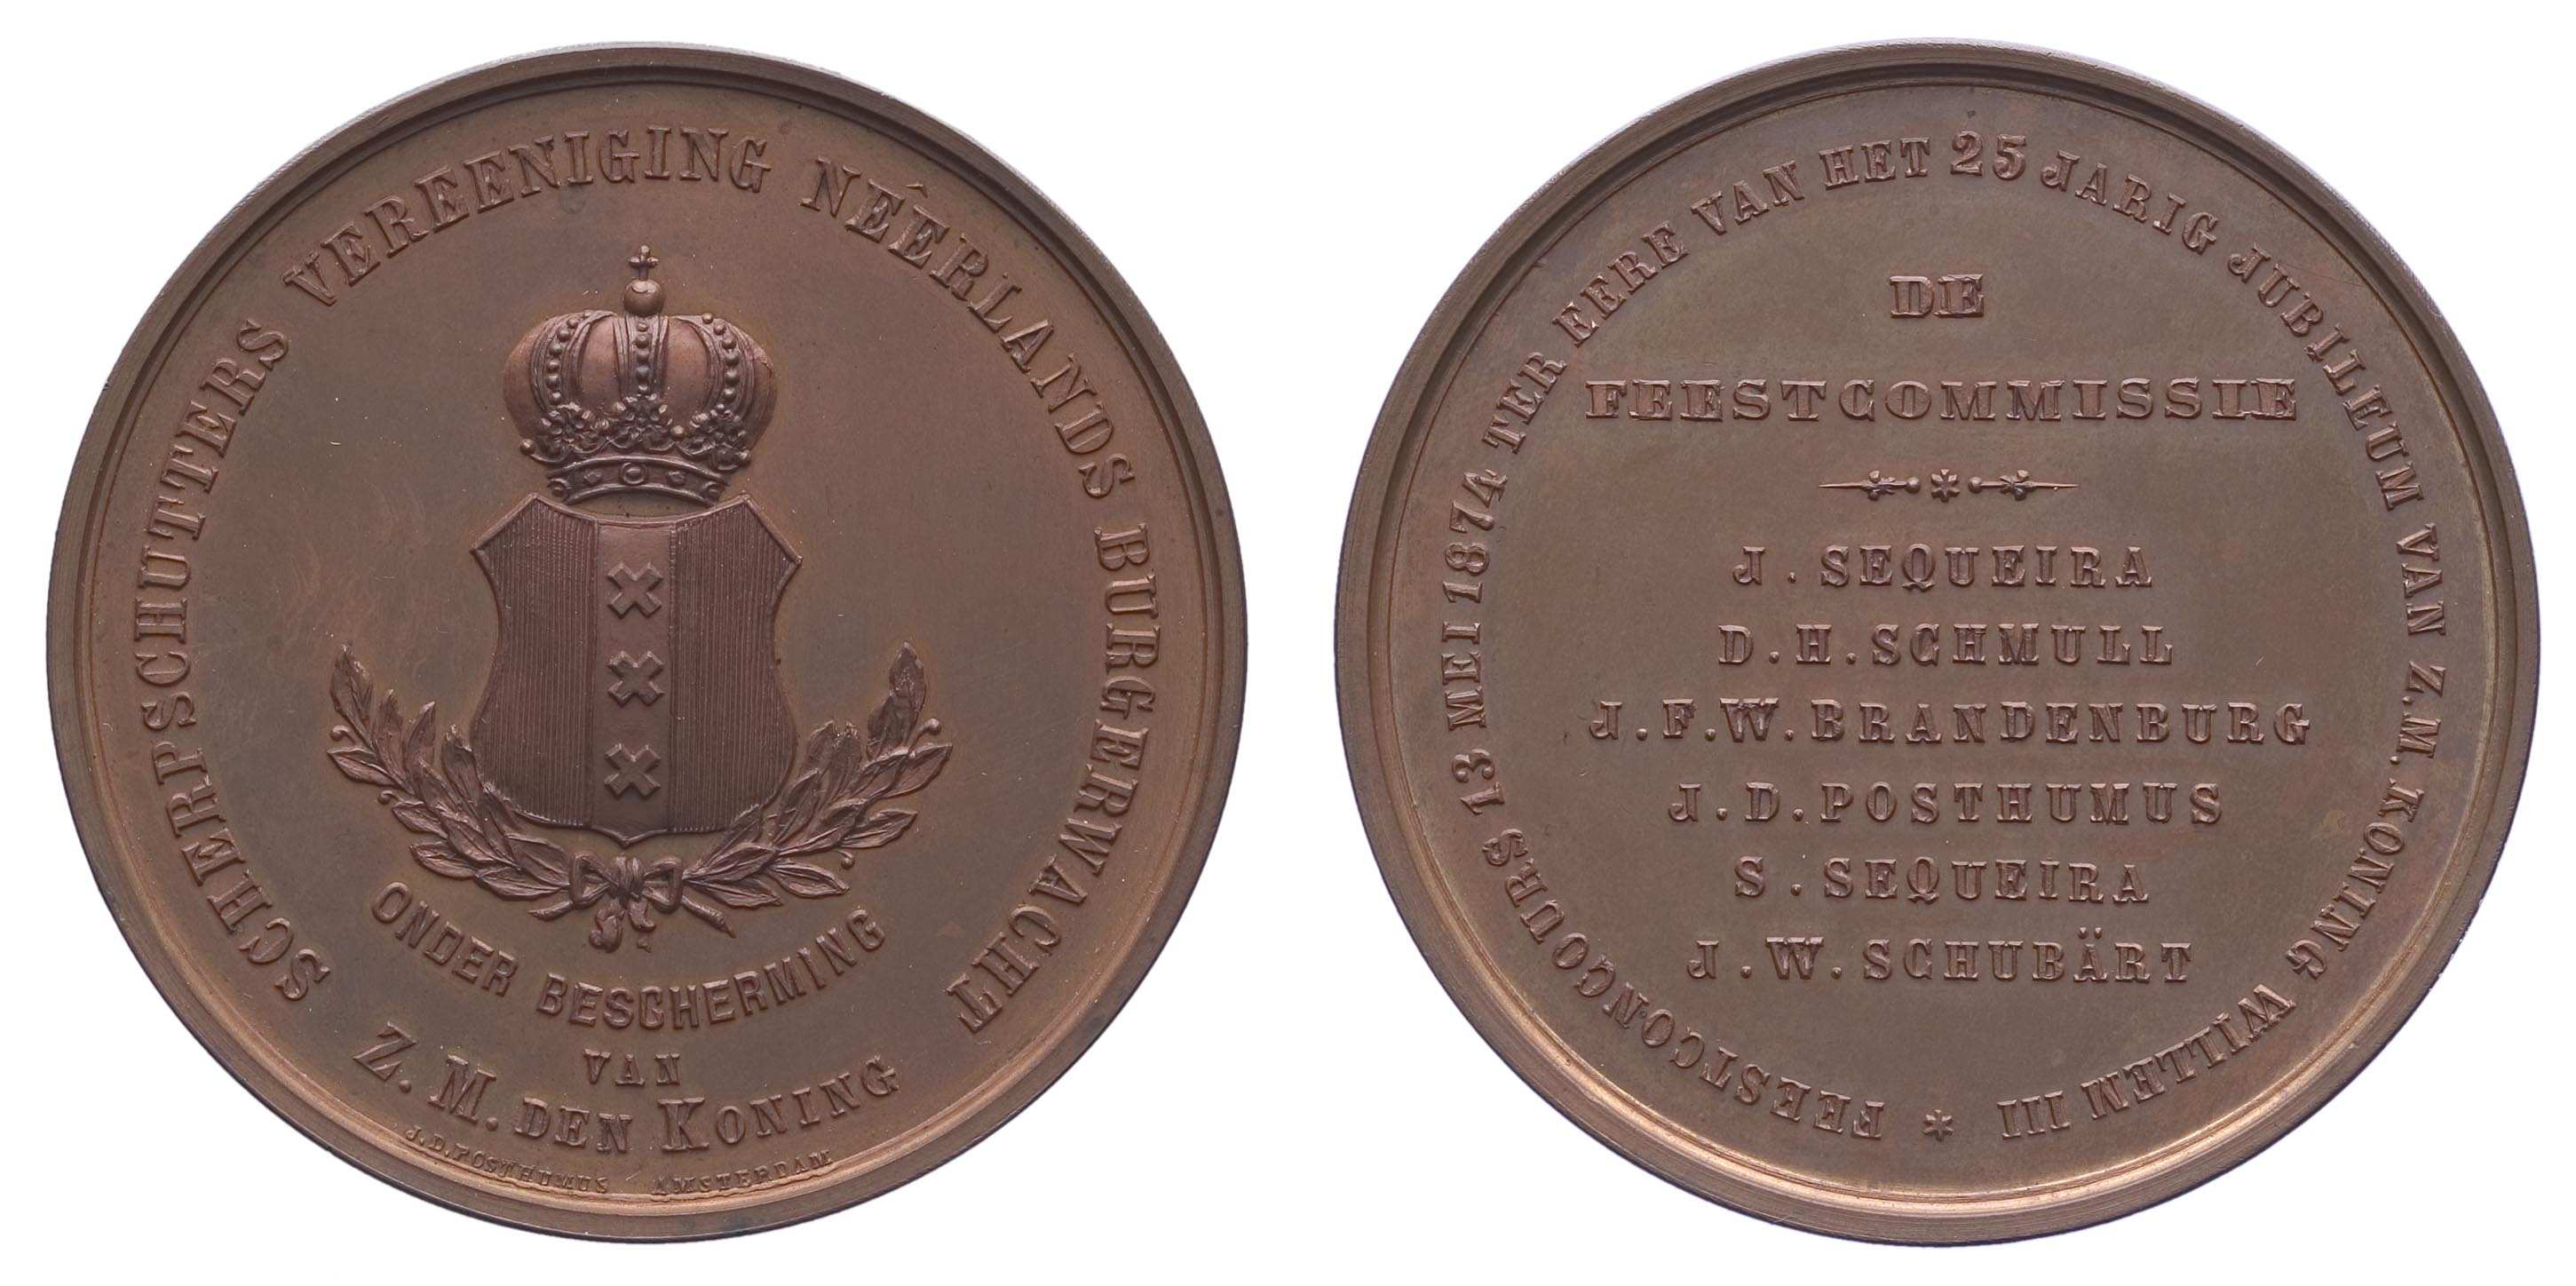 SCHERPSCHUTTERS VEREENIGING NEÊRLANDS BURGERWACHT
ONDER BESCHERMING
VAN
Z. M. DEN KONING
J.D.POSTHUMUS AMSTERDAM
FEESTCONCOURS 13 MEI 1874 TER EERE VAN HET 25 JARIG JUBILEUM VAN Z.M. KONING WILLEM III *
DE
FEESTCOMMISSIE
J. SEQUEIRA
D.H.SCHMULL
J.F.W.BRANDENBURG
J.D.POSTHUMUS
S. SEQUEIRA
J.W.SCHUBÄRT